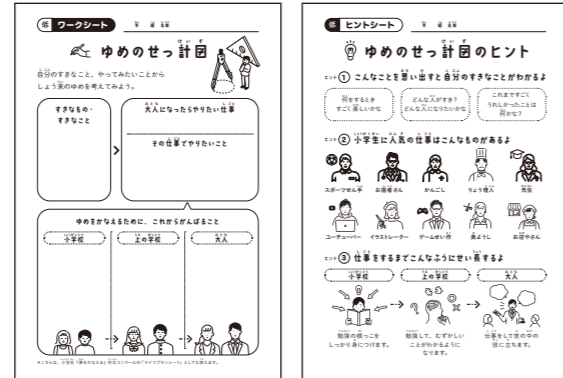 低 ワークシート
年 組 名前
ゆめのせっ計図
自分のすきなこと、やってみたいことから
しょう来のゆめを考えてみよう。
すきなもの・
すきなこと
大人になったらやりたい仕事
その仕事でやりたいこと
ゆめをかなえるために、これからがんばること
小学校
上の学校
大人
低 ヒントシート
年 組 名前
ゆめのせっ計図のヒント
ヒント① こんなことを思い出すと自分のすきなことがわかるよ
何をするとき
すごく楽しいかな
どんな人がすき?
どんな人になりたいかな
これまですごく
うれしかったことは
何かな?
ヒント② 小学生に人気の仕事はこんなものがあるよ
スポーツせん手
お医者さん
かんごし
りょう理人
先生
ユーチューバー
イラストレーター
ゲームせい作
美ようし
お店やさん
ヒント③ 仕事をするまでこんなふうにせい長するよ
小学校
上の学校
大人
勉強の根っこを
しっかり身につけます。
勉強して、むずかしい
ことがわかるように
なります。
仕事をして世の中の
役に立ちます。